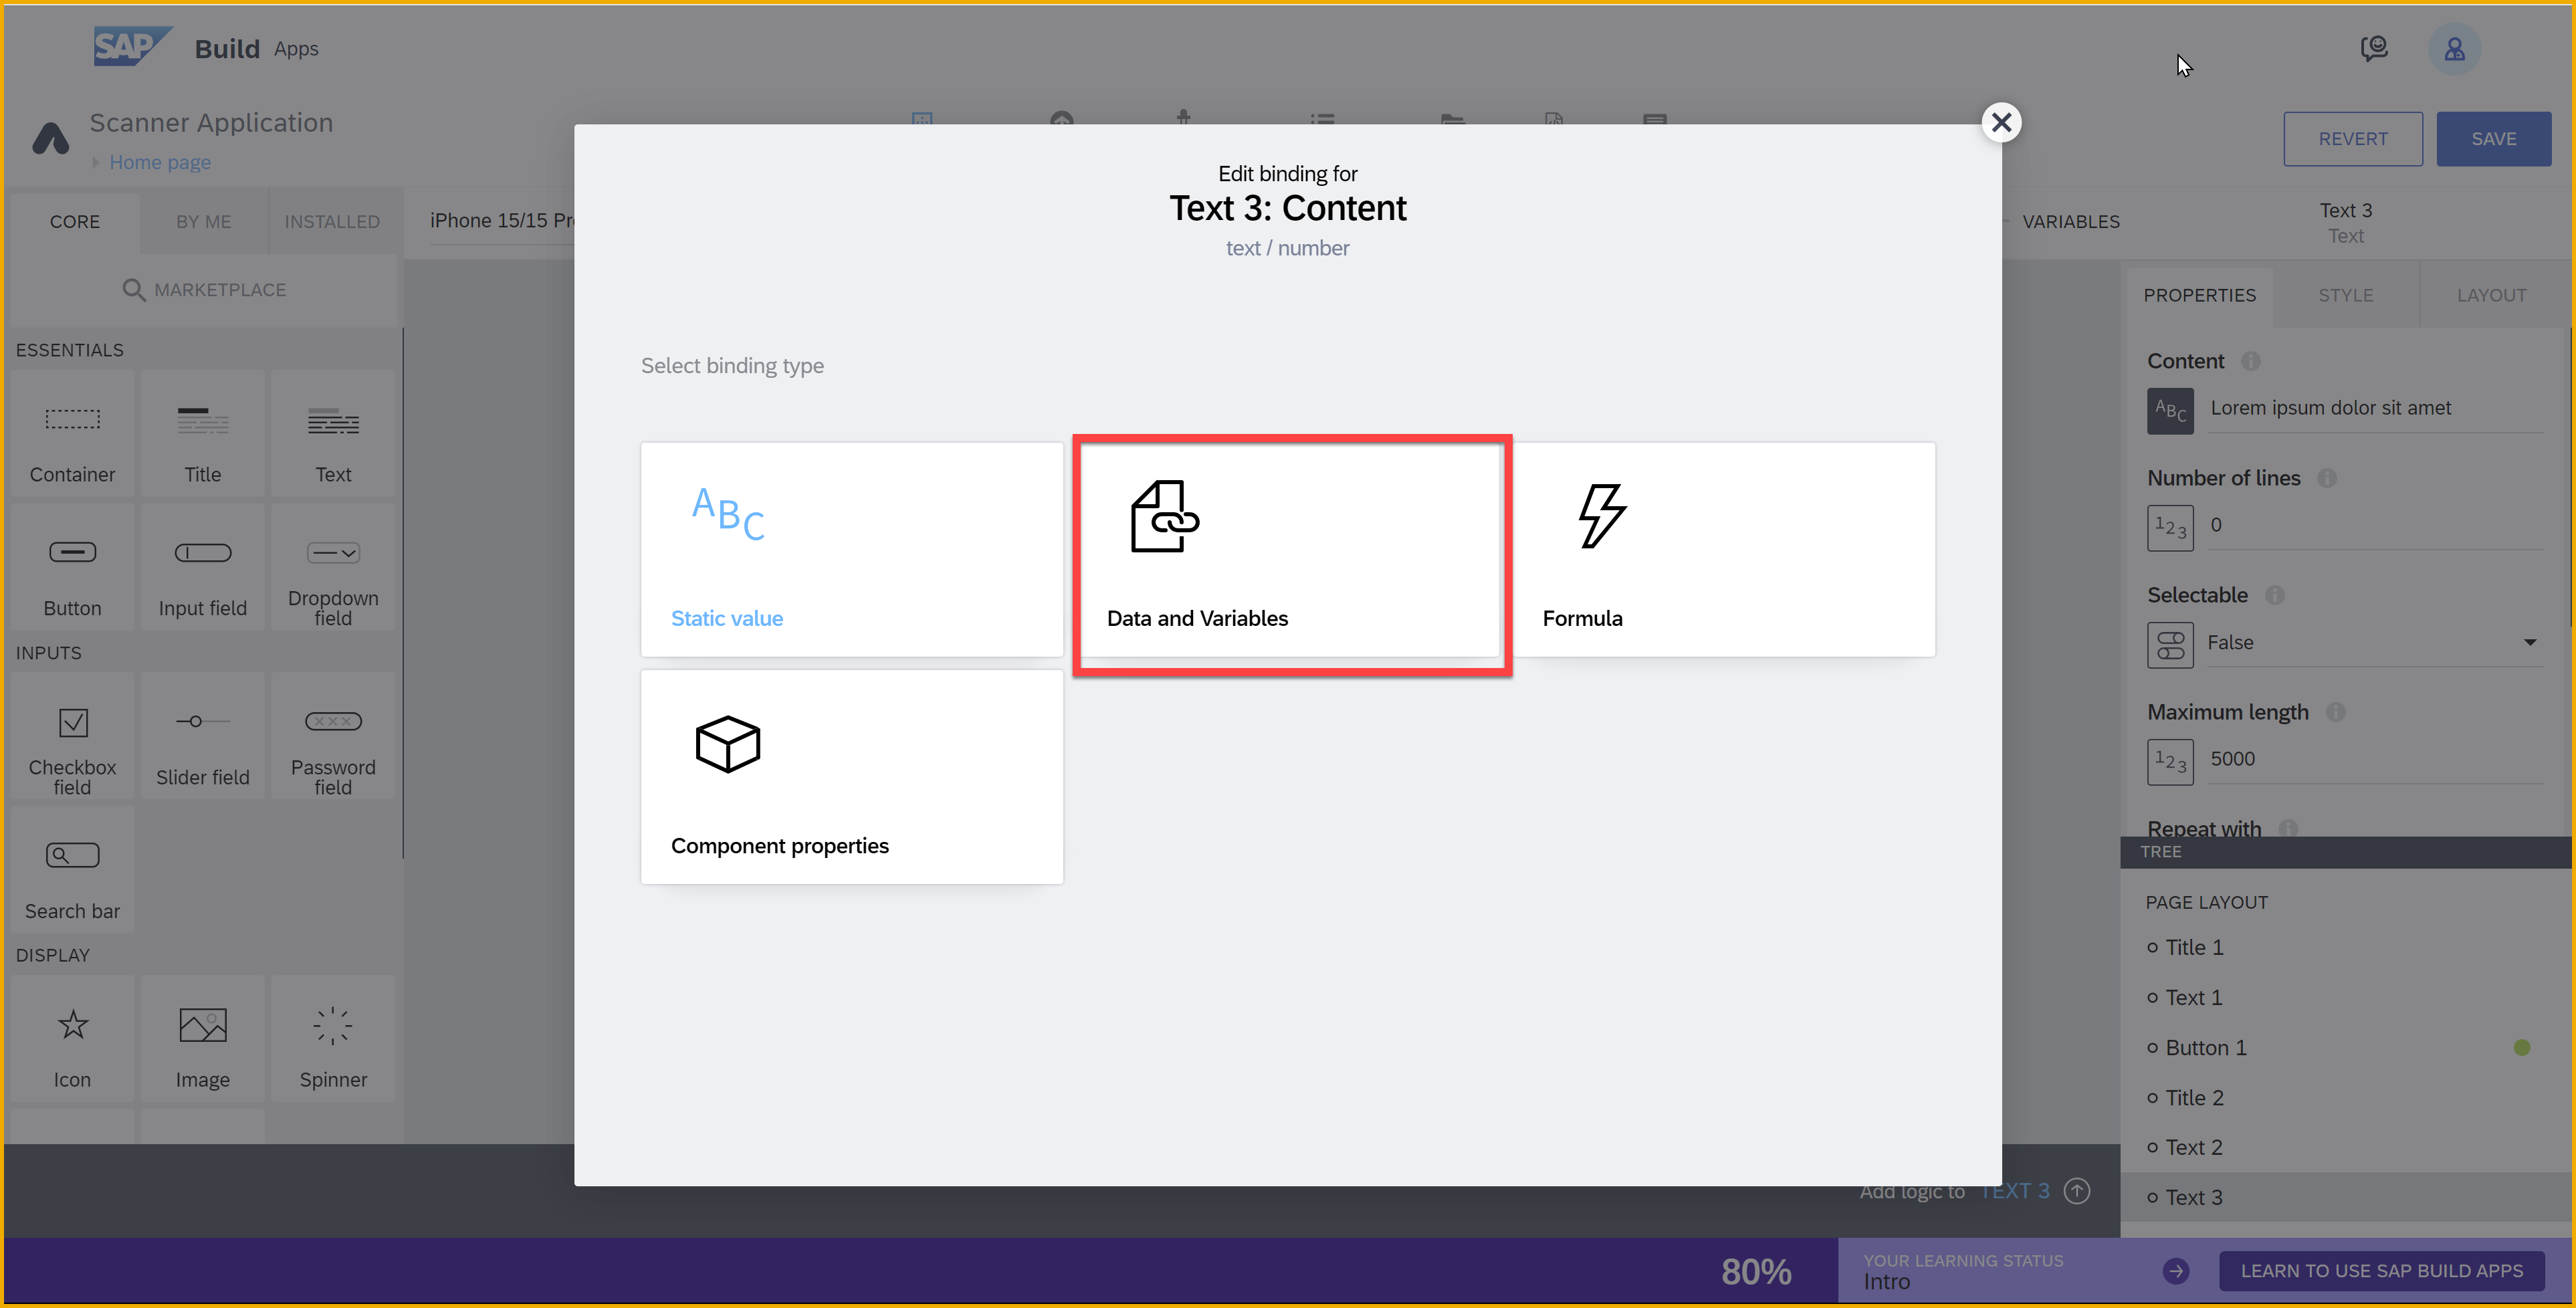 SAP Build Apps
Scanner Application
Home page
REVERT
SAVE
CORE
BY ME
INSTALLED
iPhone 15/15 Pr
VARIABLES
Text 3
Text
MARKETPLACE
ESSENTIALS
Container
Title
Text
Button
Input field
Dropdown
field
INPUTS
Checkbox
field
Slider field
Password
field
Search bar
DISPLAY
Icon
Image
Spinner
Edit binding for
Text 3: Content
text / number
Select binding type
ABC
Static value
Data and Variables
Formula
Component properties
PROPERTIES
STYLE
LAYOUT
Content
ABC
Lorem ipsum dolor sit amet
Number of lines
123
0
Selectable
False
Maximum length
123
5000
Repeat with
TREE
PAGE LAYOUT
Title 1
Text 1
Button 1
Title 2
Text 2
Text 3
Add logic to TEXT 3
80%
YOUR LEARNING STATUS
Intro
LEARN TO USE SAP BUILD APPS